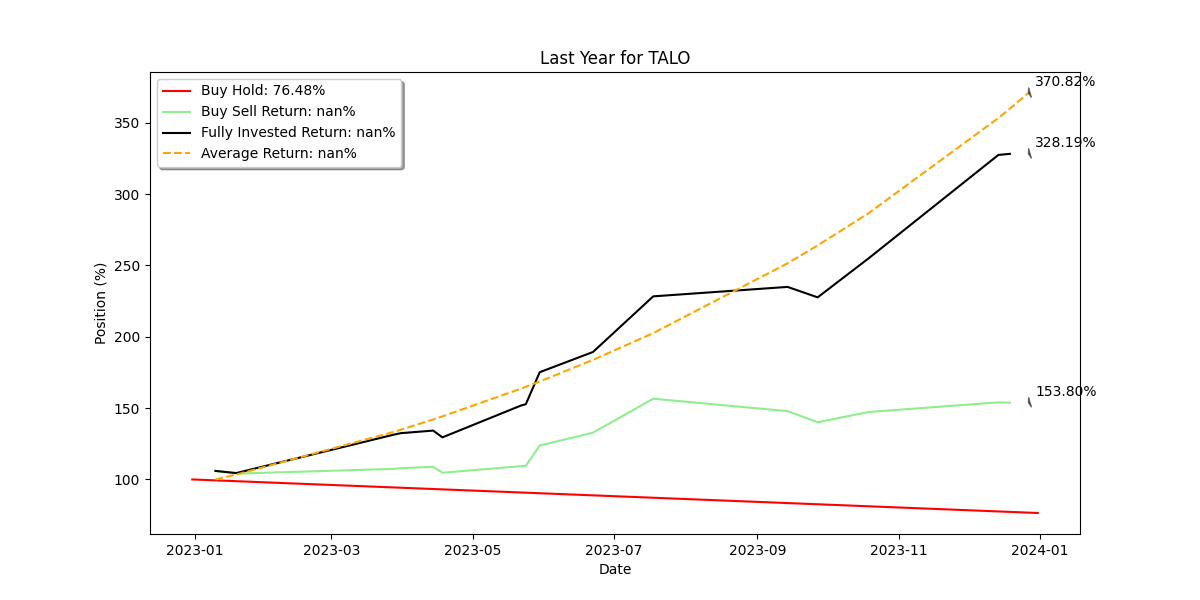 Last Year for TALO
370.82%
Buy Hold: 76.48%
Buy Sell Return: nan%
Fully Invested Return: nan%
Average Return: nan%
328.19%
153.80%
Position (%)
350
300
250
200
150
100
2023-01 2023-03 2023-05 2023-07 2023-09 2023-11 2024-01
Date